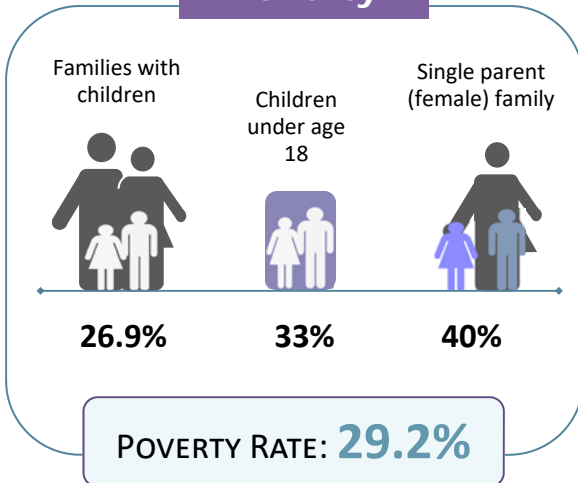 Families with
children
Children
under age
18
Single parent
(female) family
26.9%
33%
40%
POVERTY RATE: 29.2%